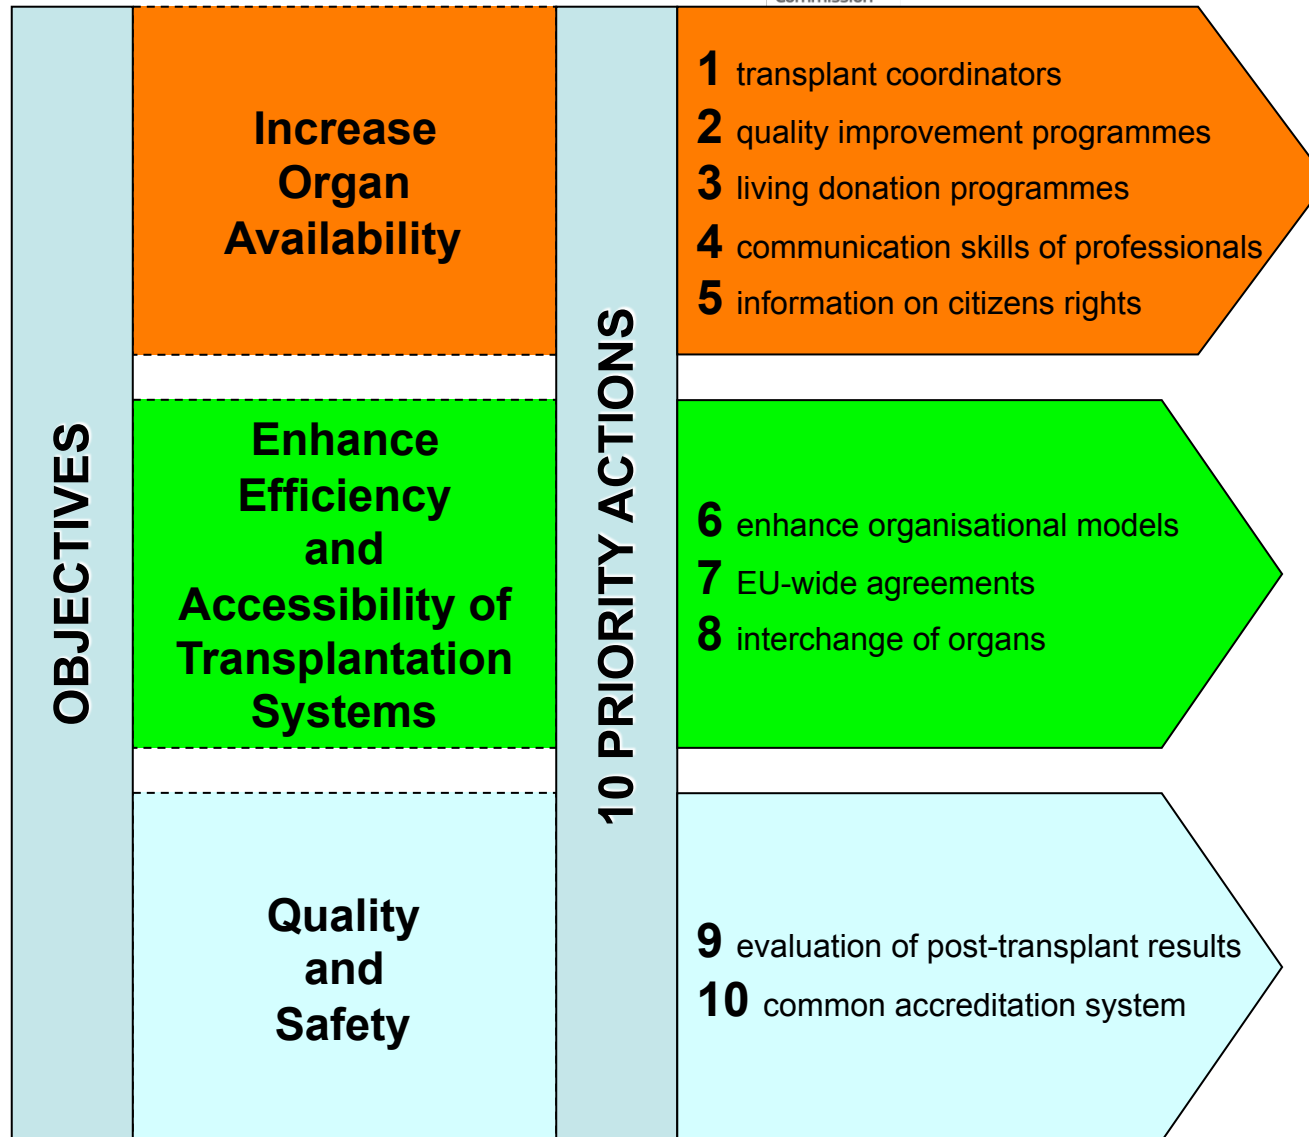 Commission
OBJECTIVES
Increase
Organ
Availability
10 PRIORITY ACTIONS
1 transplant coordinators
2 quality improvement programmes
3 living donation programmes
4 communication skills of professionals
5 information on citizens rights
Enhance
Efficiency
and
Accessibility of
Transplantation
Systems
6 enhance organisational models
7 EU-wide agreements
8 interchange of organs
Quality
and
Safety
9 evaluation of post-transplant results
10 common accreditation system